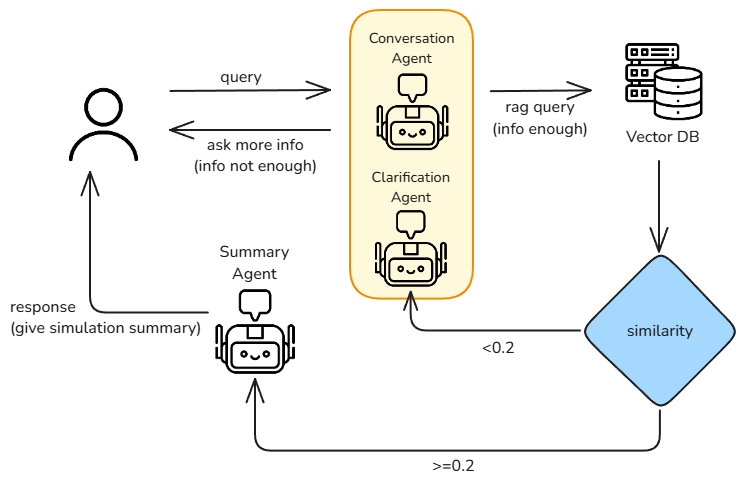 Conversation
Agent
query
rag query
(info enough)
Vector DB
ask more info
(info not enough)
Clarification
Agent
Summary
Agent
response
(give simulation summary)
similarity
<0.2
>=0.2